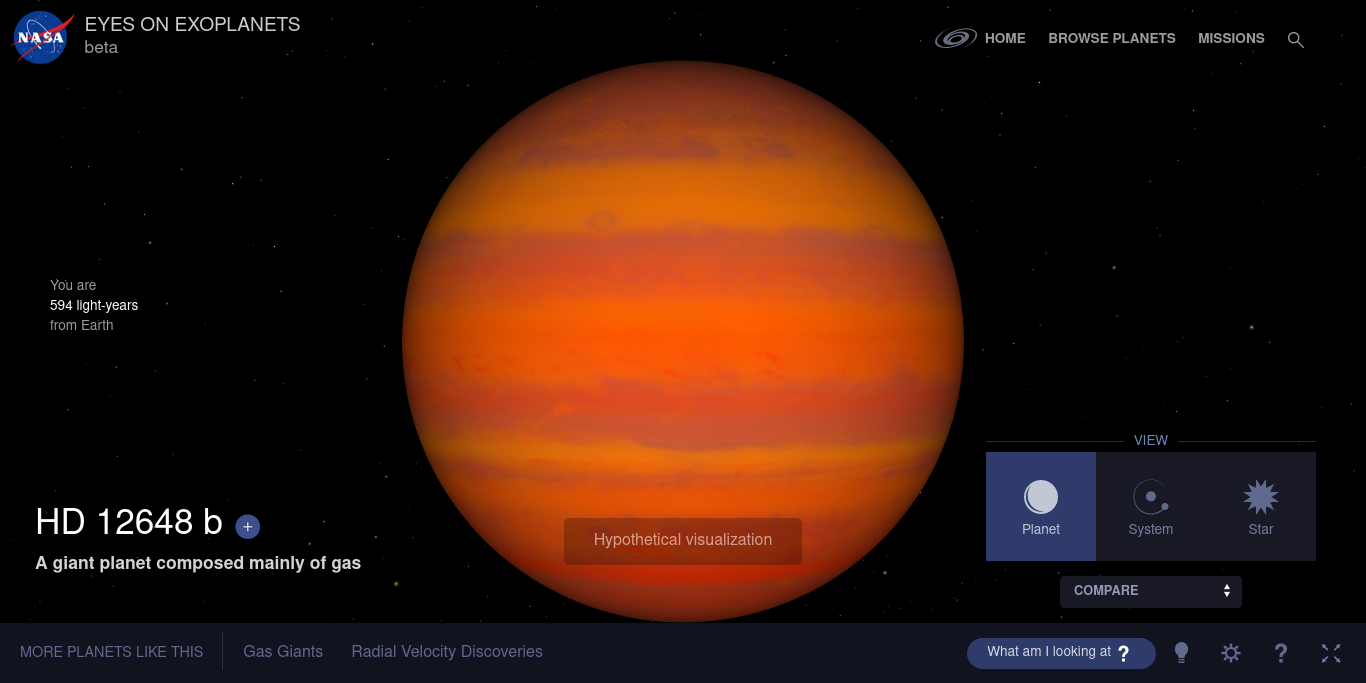 NASA
EYES ON EXOPLANETS
beta
HOME
BROWSE PLANETS
MISSIONS
You are
594 light-years
from Earth
HD 12648 b +
A giant planet composed mainly of gas
Hypothetical visualization
VIEW
Planet
System
Star
COMPARE
MORE PLANETS LIKE THIS
Gas Giants
Radial Velocity Discoveries
What am I looking at ?
?